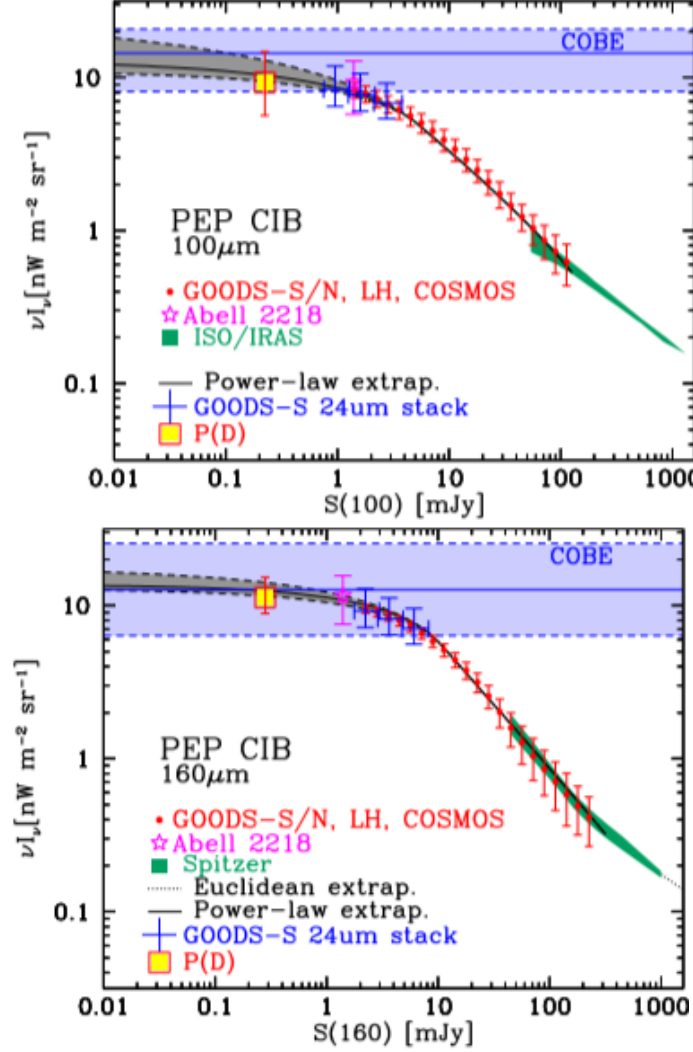 COBE
10
1
0.1
νIν[nW m⁻² sr⁻¹]
PEP CIB
100μm
GOODS-S/N, LH, COSMOS
Abell 2218
ISO/IRAS
Power-law extrap.
GOODS-S 24um stack
P(D)
0.01 0.1 1 10 100 1000
S(100) [mJy]
COBE
10
1
0.1
νIν[nW m⁻² sr⁻¹]
PEP CIB
160μm
GOODS-S/N, LH, COSMOS
Abell 2218
Spitzer
Euclidean extrap.
Power-law extrap.
GOODS-S 24um stack
P(D)
0.01 0.1 1 10 100 1000
S(160) [mJy]